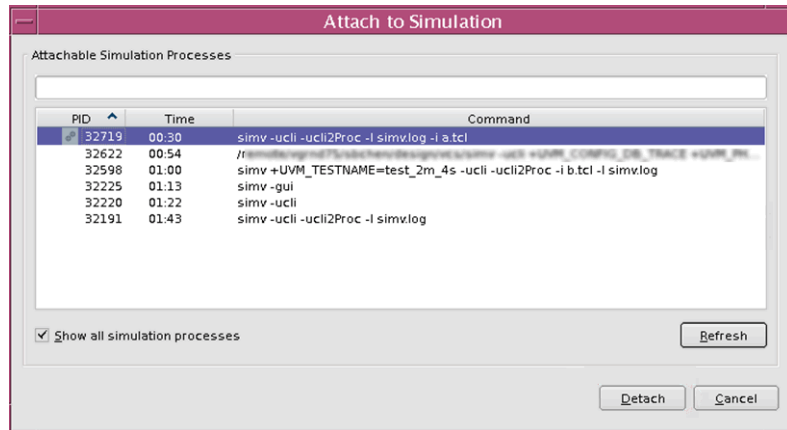 Attach to Simulation
Attachable Simulation Processes
PID Time Command
32719 00:30 simv -ucli -ucli2Proc -l simv.log -i a.tcl
32622 00:54 +UVM_CONFIG_DB_TRACE
32598 01:00 simv +UVM_TESTNAME=test_2m_4s -ucli -ucli2Proc -i b.tcl -l simv.log
32225 01:13 simv -gui
32220 01:22 simv -ucli
32191 01:43 simv -ucli -ucli2Proc -l simv.log
Show all simulation processes
Refresh
Detach Cancel